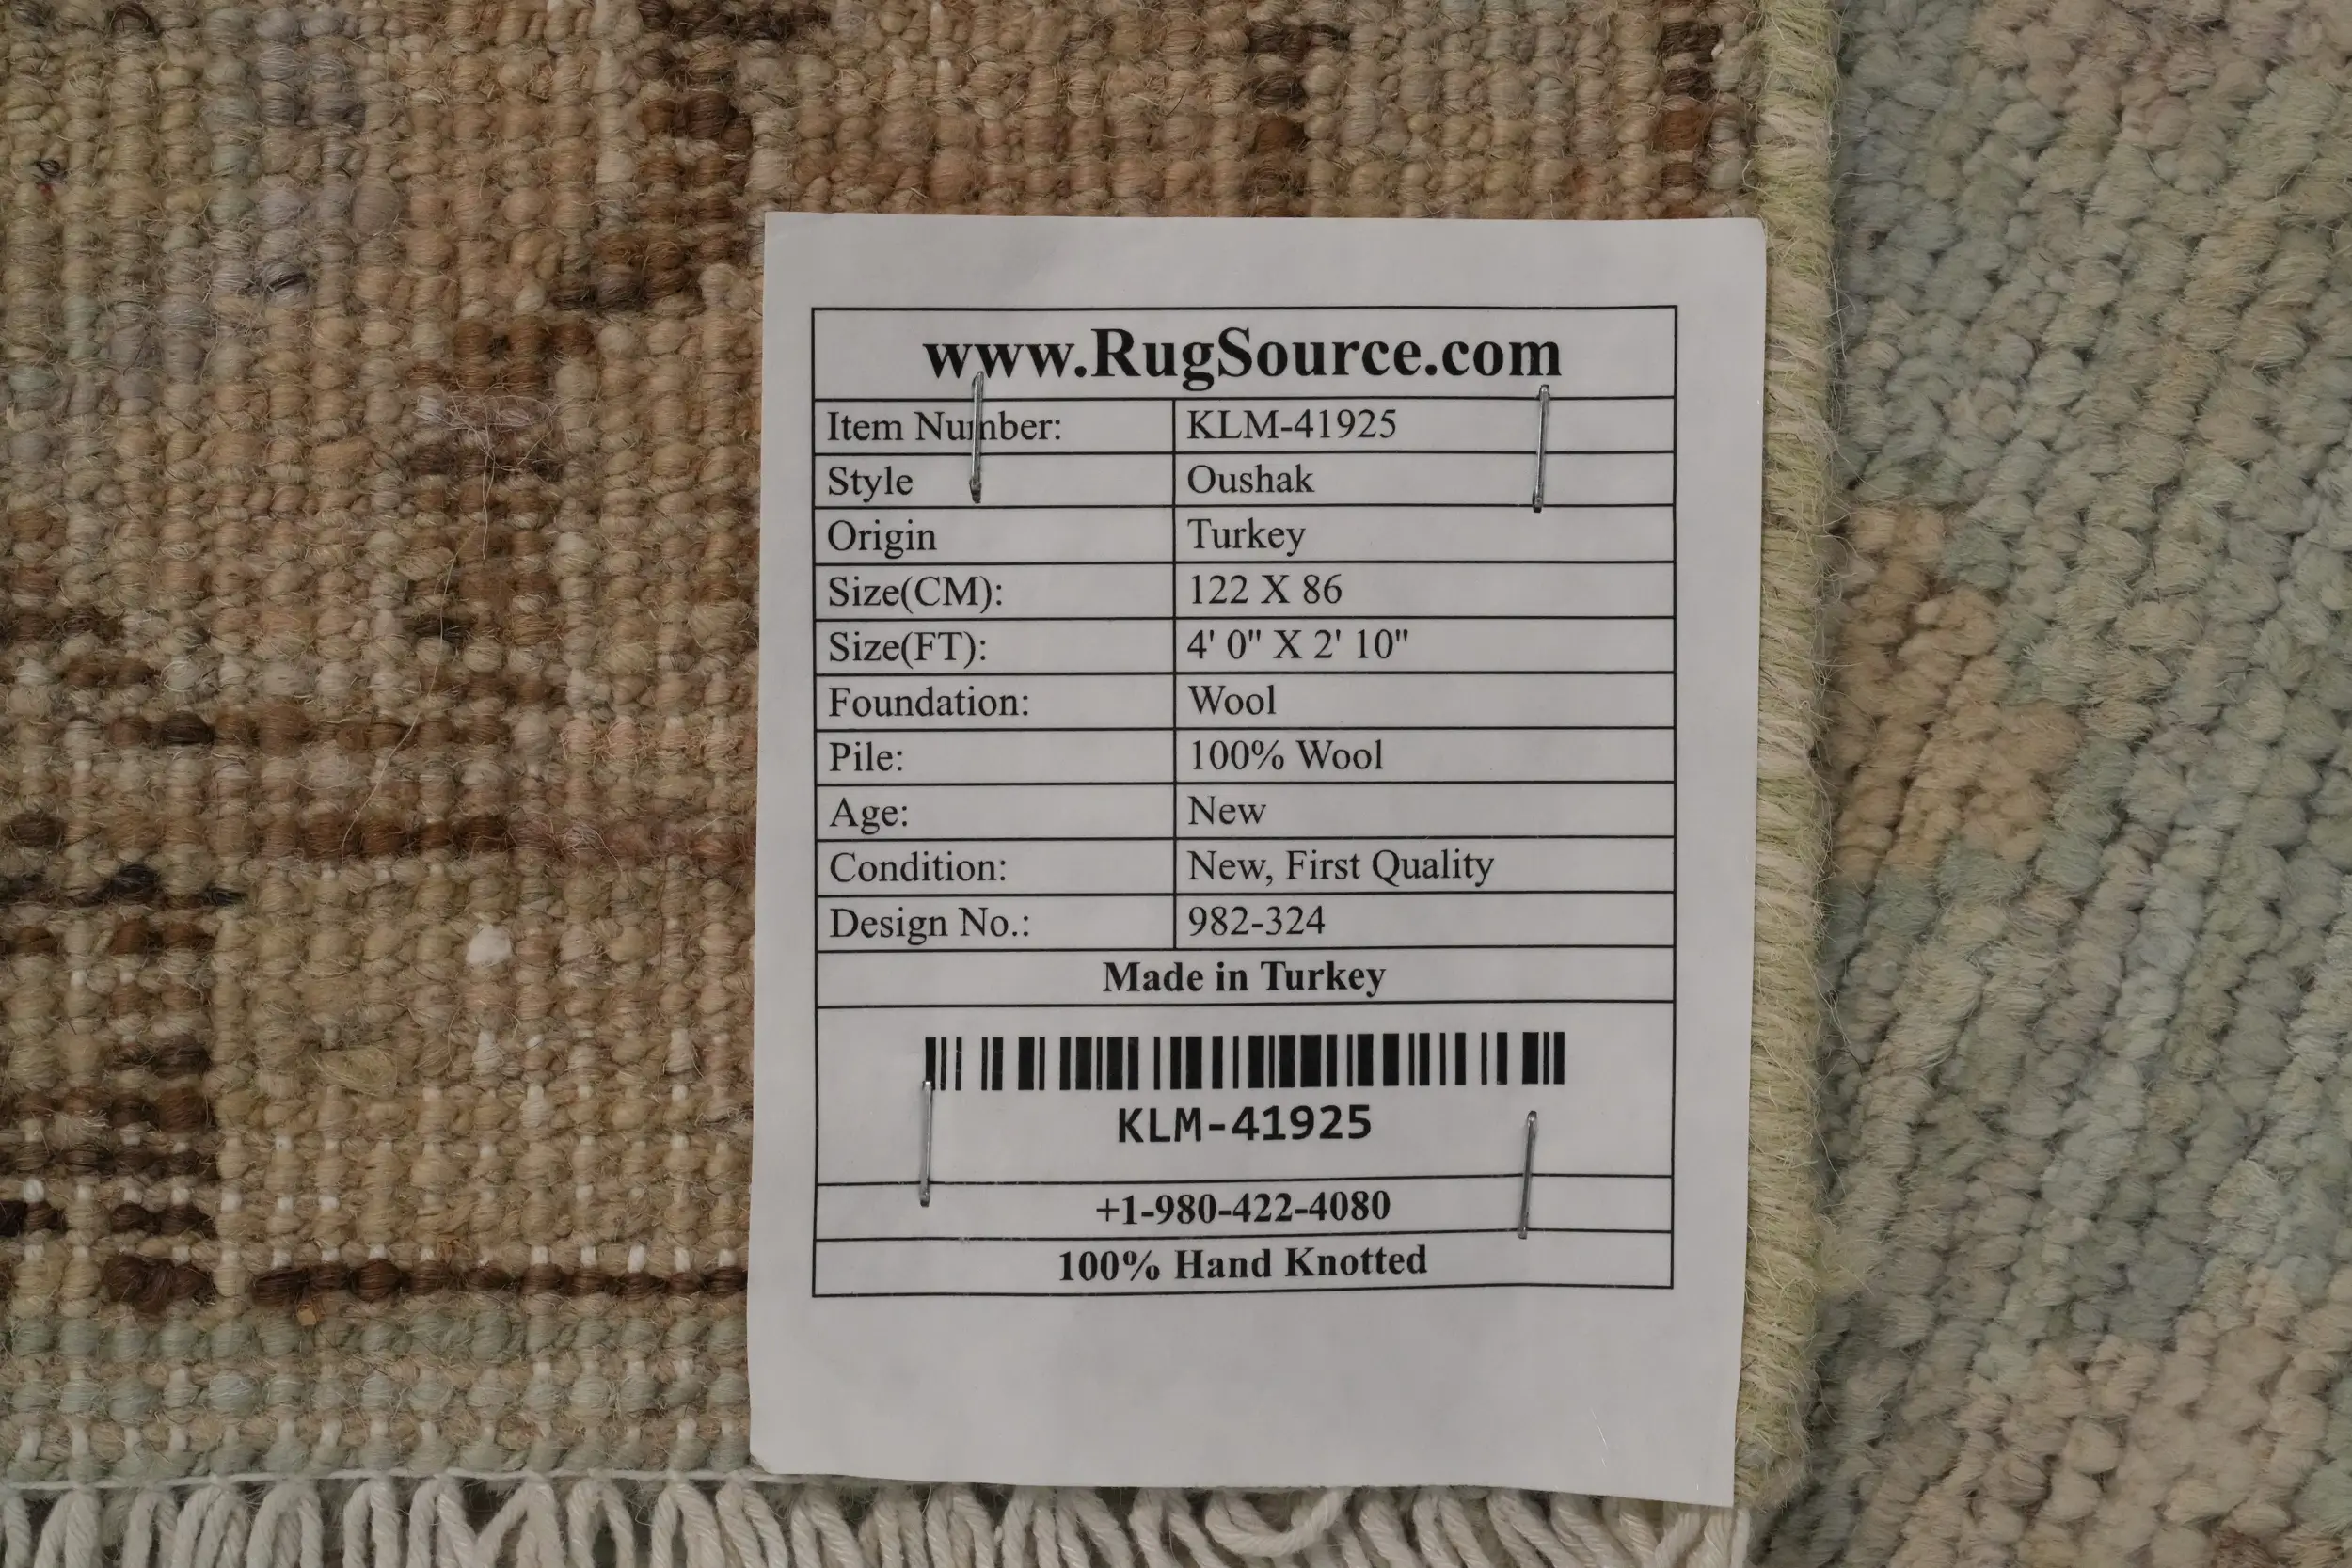 www.RugSource.com
Item Number: KLM-41925
Style Oushak
Origin Turkey
Size(CM): 122 X 86
Size(FT): 4' 0" X 2' 10"
Foundation: Wool
Pile: 100% Wool
Age: New
Condition: New, First Quality
Design No.: 982-324
Made in Turkey
KLM-41925
+1-980-422-4080
100% Hand Knotted